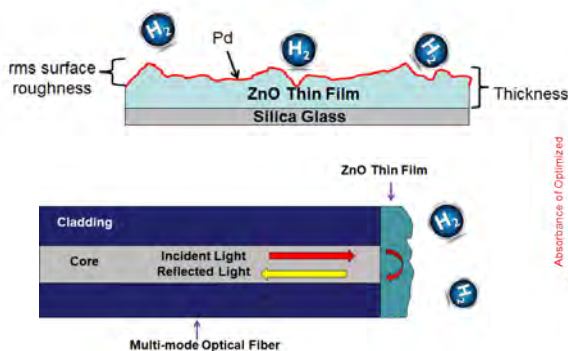 H₂
H₂
H₂
Pd
rms surface
roughness
ZnO Thin Film
Thickness
Silica Glass
ZnO Thin Film
Cladding
H₂
Core
Incident Light
Reflected Light
H₂
Multi-mode Optical Fiber
Absorbance of Optimized